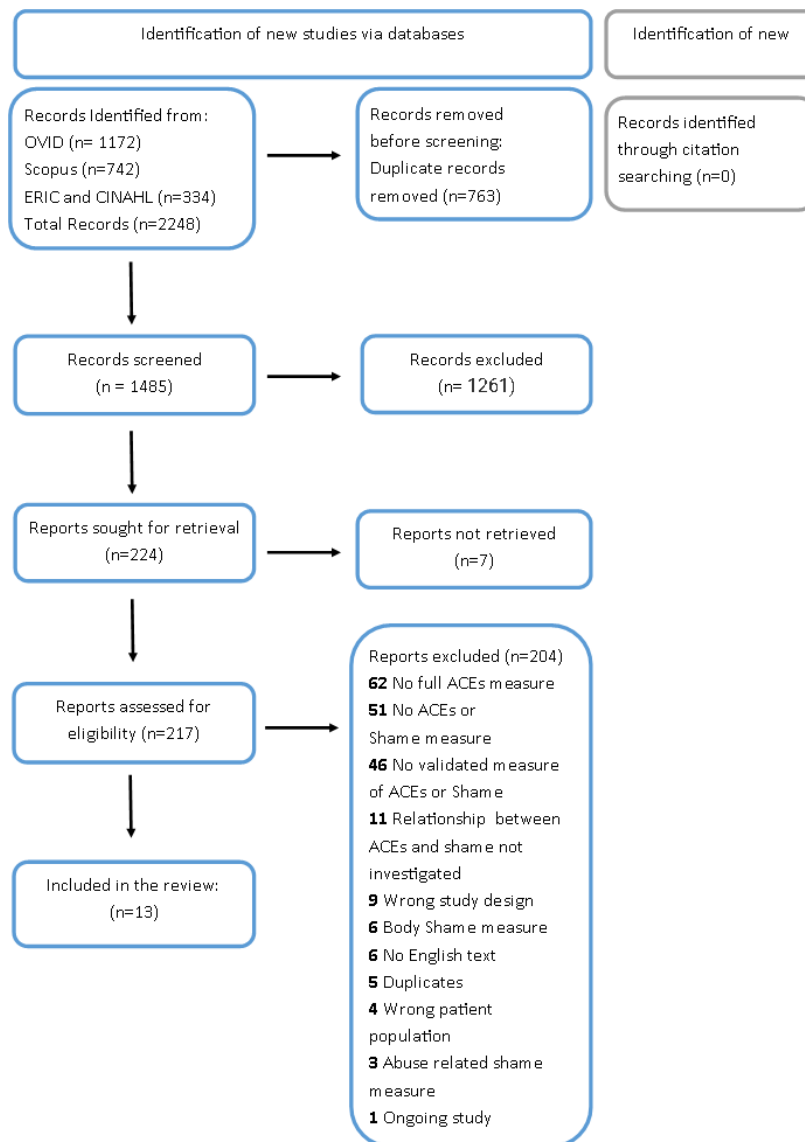 Identification of new studies via databases
Identification of new
Records Identified from:
OVID (n= 1172)
Scopus (n=742)
ERIC and CINAHL (n=334)
Total Records (n=2248)
Records removed
before screening:
Duplicate records
removed (n=763)
Records identified
through citation
searching (n=0)
Records screened
(n = 1485)
Records excluded
(n= 1261)
Reports sought for retrieval
(n=224)
Reports not retrieved
(n=7)
Reports assessed for
eligibility (n=217)
Reports excluded (n=204)
62 No full ACEs measure
51 No ACEs or
Shame measure
46 No validated measure
of ACEs or Shame
11 Relationship between
ACEs and shame not
investigated
9 Wrong study design
6 Body Shame measure
6 No English text
5 Duplicates
4 Wrong patient
population
3 Abuse related shame
measure
1 Ongoing study
Included in the review:
(n=13)